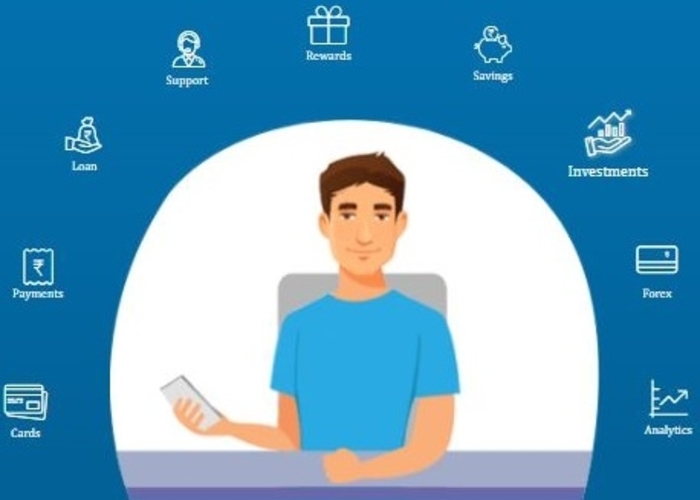 Rewards
Support
Savings
Loan
Investments
Payments
Forex
Cards
Analytics